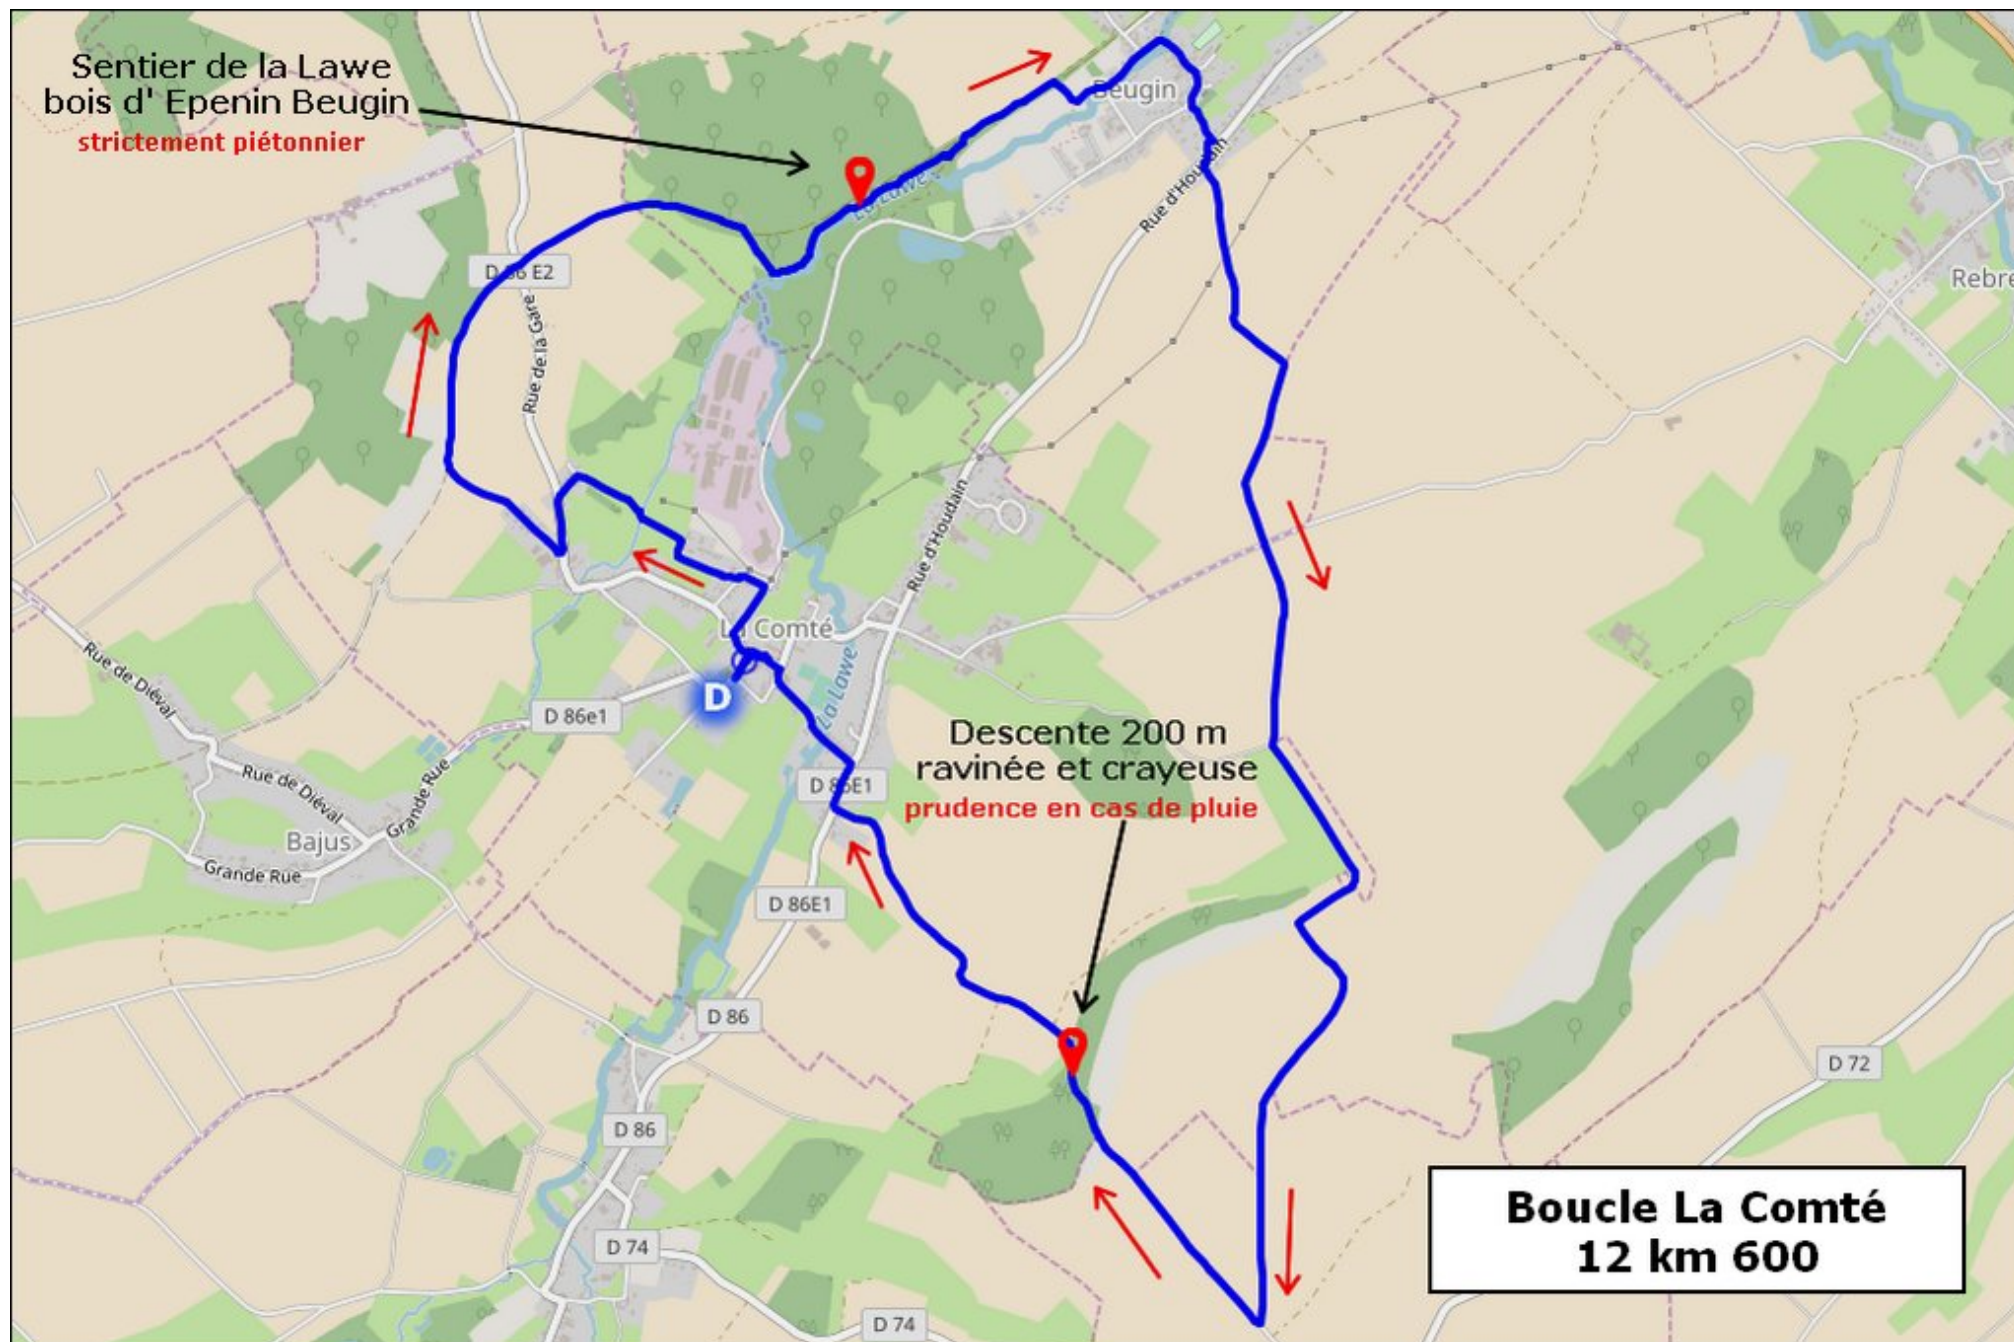 Sentier de la Lawe
bois d' Epenin Beugin
strictement piétonnier
Beugin
La Lawe
Rue d'Houdain
D 86 E2
Rue de la Gare
Rebre
Rue d'Houdain
La Comté
La Lawe
D
D 86e1
Rue de Diéval
Rue de Diéval
Grande Rue
Bajus
Grande Rue
Descente 200 m
ravinée et crayeuse
prudence en cas de pluie
D 86E1
D 86E1
D 86
D 72
D 86
D 74
D 74
Boucle La Comté
12 km 600